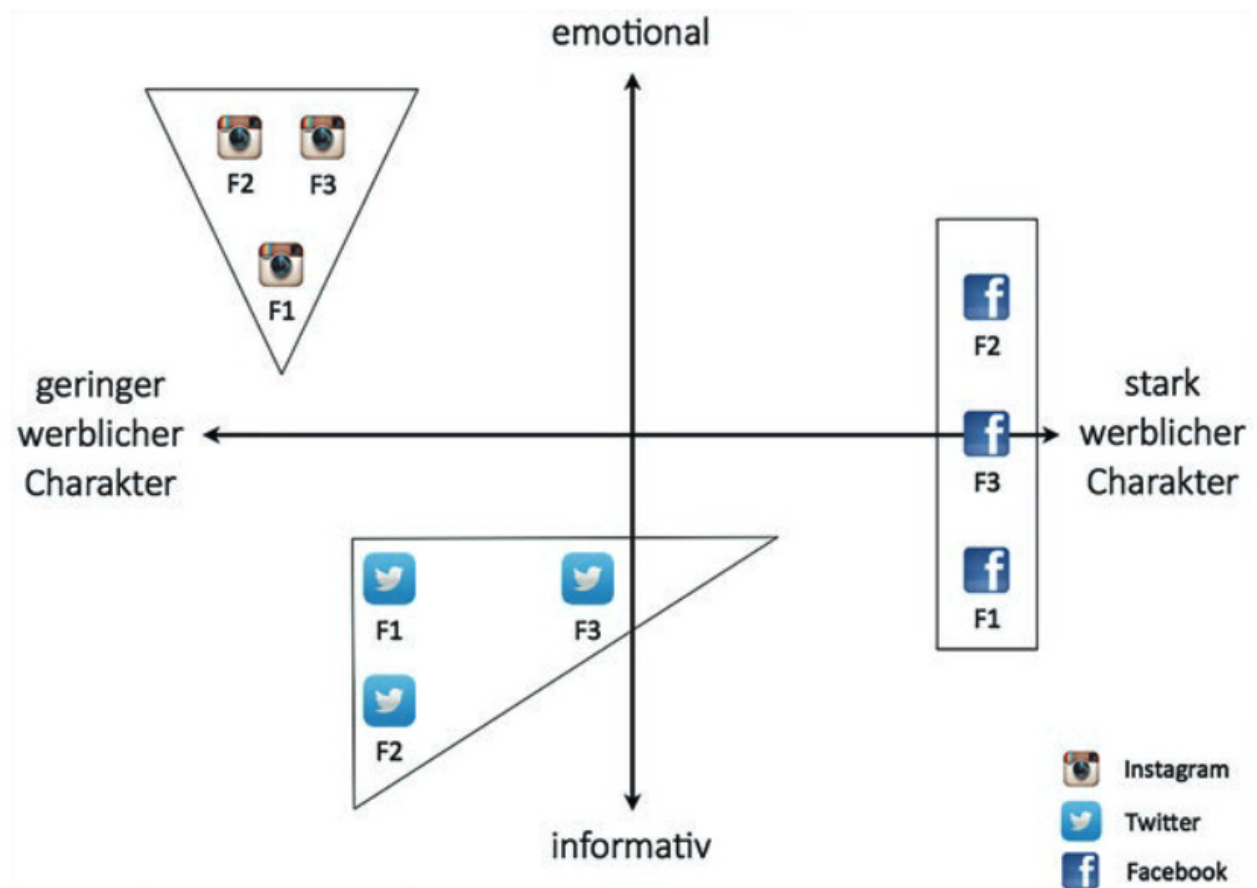 emotional
F2
F3
F1
geringer
werblicher
Charakter
F2
F3
F1
stark
werblicher
Charakter
F1
F3
F2
informativ
Instagram
Twitter
Facebook